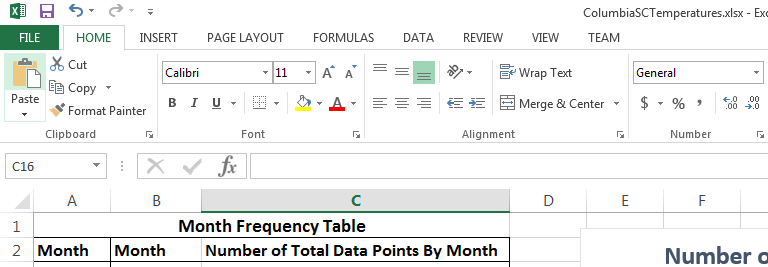 ColumbiaSCTemperatures.xlsx - Exc
FILE HOME INSERT PAGE LAYOUT FORMULAS DATA REVIEW VIEW TEAM
Paste Cut Calibri 11 A A Wrap Text General
Copy
Format Painter B I U A Merge & Center $ % , .0 .00 .00 .0
Clipboard Font Alignment Number
C16 fx
A B C D E F
1 Month Frequency Table
2 Month Month Number of Total Data Points By Month Number o